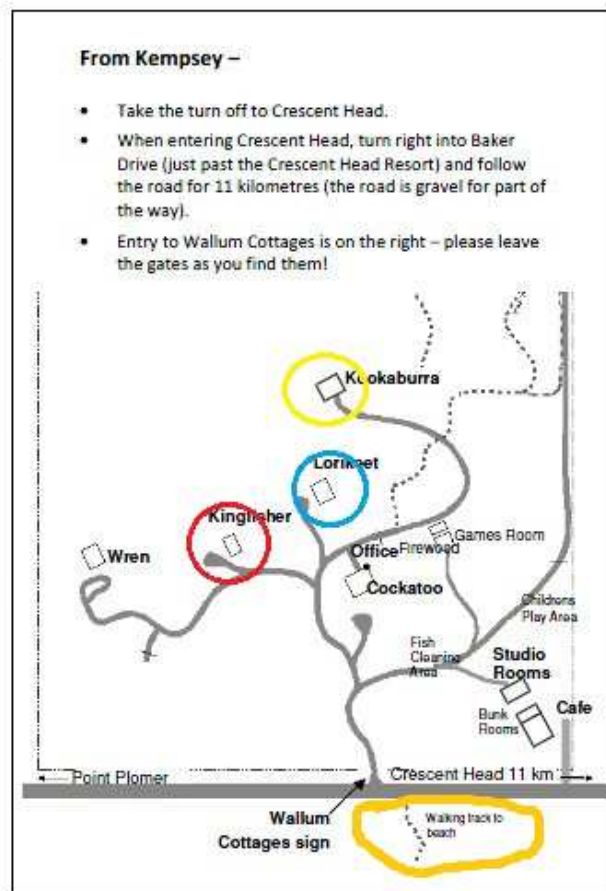 From Kempsey –
• Take the turn off to Crescent Head.
• When entering Crescent Head, turn right into Baker
Drive (just past the Crescent Head Resort) and follow
the road for 11 kilometres (the road is gravel for part of
the way).
• Entry to Wallum Cottages is on the right – please leave
the gates as you find them!
Kookaburra
Lorikeet
Kingfisher
Wren
Office
Firewood
Games Room
Cockatoo
Childrens
Play Area
Fish
Cleaning
Area
Studio
Rooms
Bunk
Rooms
Cafe
Point Plomer
Crescent Head 11 km
Wallum
Cottages sign
Walking track to
beach